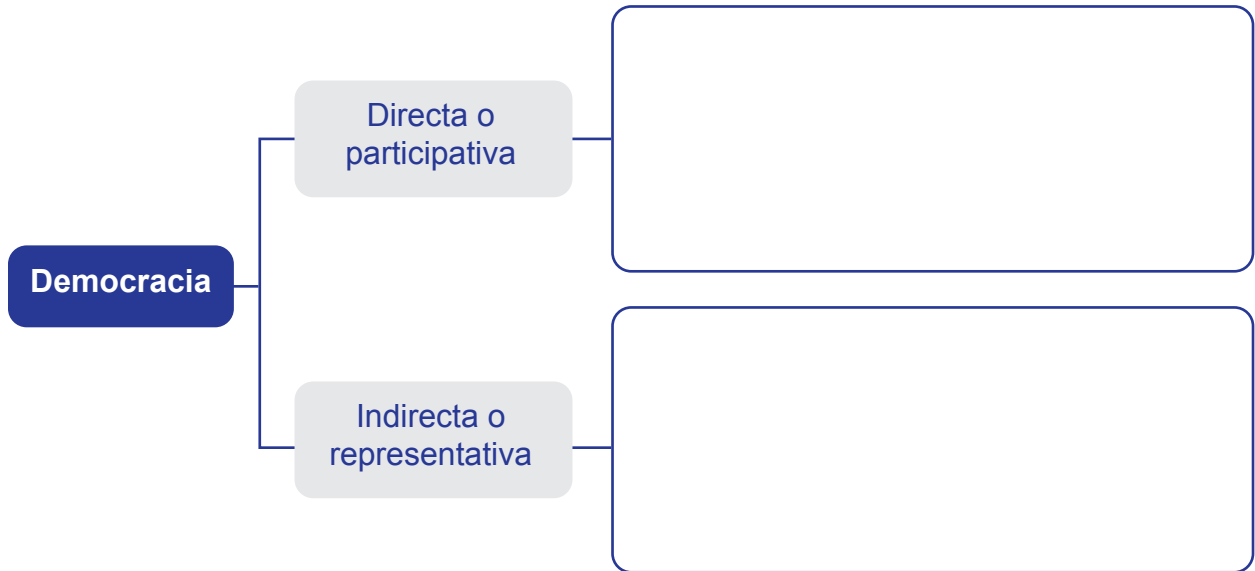 Democracia
Directa o
participativa
Indirecta o
representativa